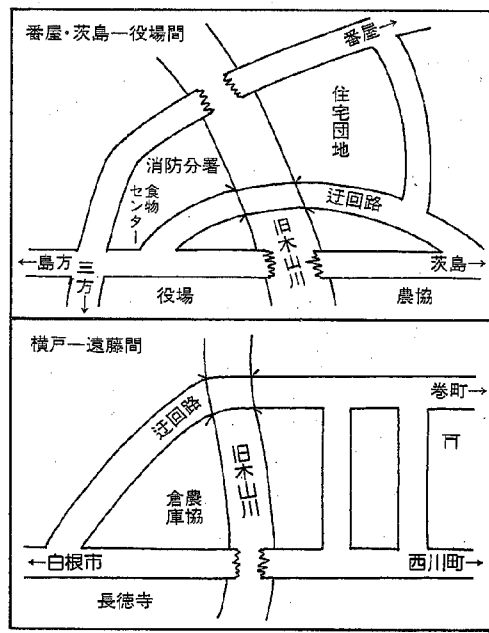 番屋・茨島ー役場間
番屋→
住宅団地
消防分署
食物
センター
迂回路
旧木山川
←島方
三方→
役場
茨島→
農協
横戸ー遠藤間
巻町→
迂回路
旧木山川
農協
倉庫
←白根市
西川町→
長徳寺